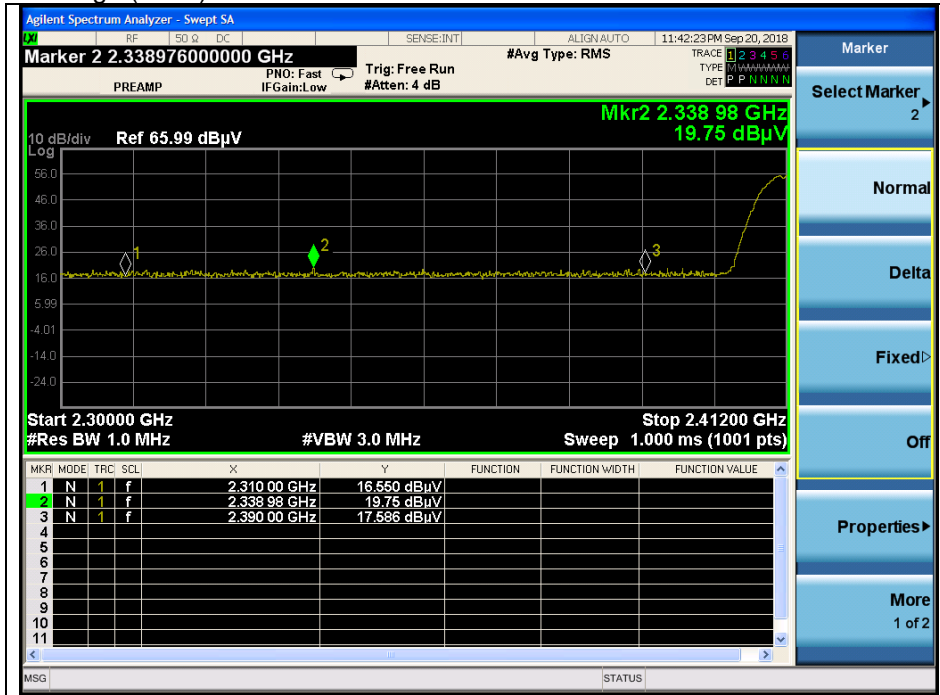 Agilent Spectrum Analyzer - Swept SA
LXI RF 50 Ω DC SENSE:INT ALIGN AUTO 11:42:23 PM Sep 20, 2018
Marker 2 2.338976000000 GHz #Avg Type: RMS TRACE 1 2 3 4 5 6
PNO: Fast Trig: Free Run TYPE M WWWWW
PREAMP IFGain:Low #Atten: 4 dB DET P P N N N N
Mkr2 2.338 98 GHz
19.75 dBµV
10 dB/div Ref 65.99 dBµV
Log
56.0
46.0
36.0
26.0
16.0
5.99
-4.01
-14.0
-24.0
1
2
3
Start 2.30000 GHz Stop 2.41200 GHz
#Res BW 1.0 MHz #VBW 3.0 MHz Sweep 1.000 ms (1001 pts)
MKR MODE TRC SCL X Y FUNCTION FUNCTION WIDTH FUNCTION VALUE
1 N 1 f 2.310 00 GHz 16.550 dBµV
2 N 1 f 2.338 98 GHz 19.75 dBµV
3 N 1 f 2.390 00 GHz 17.586 dBµV
4
5
6
7
8
9
10
11
MSG STATUS
Marker
Select Marker
2
Normal
Delta
Fixed
Off
Properties
More
1 of 2